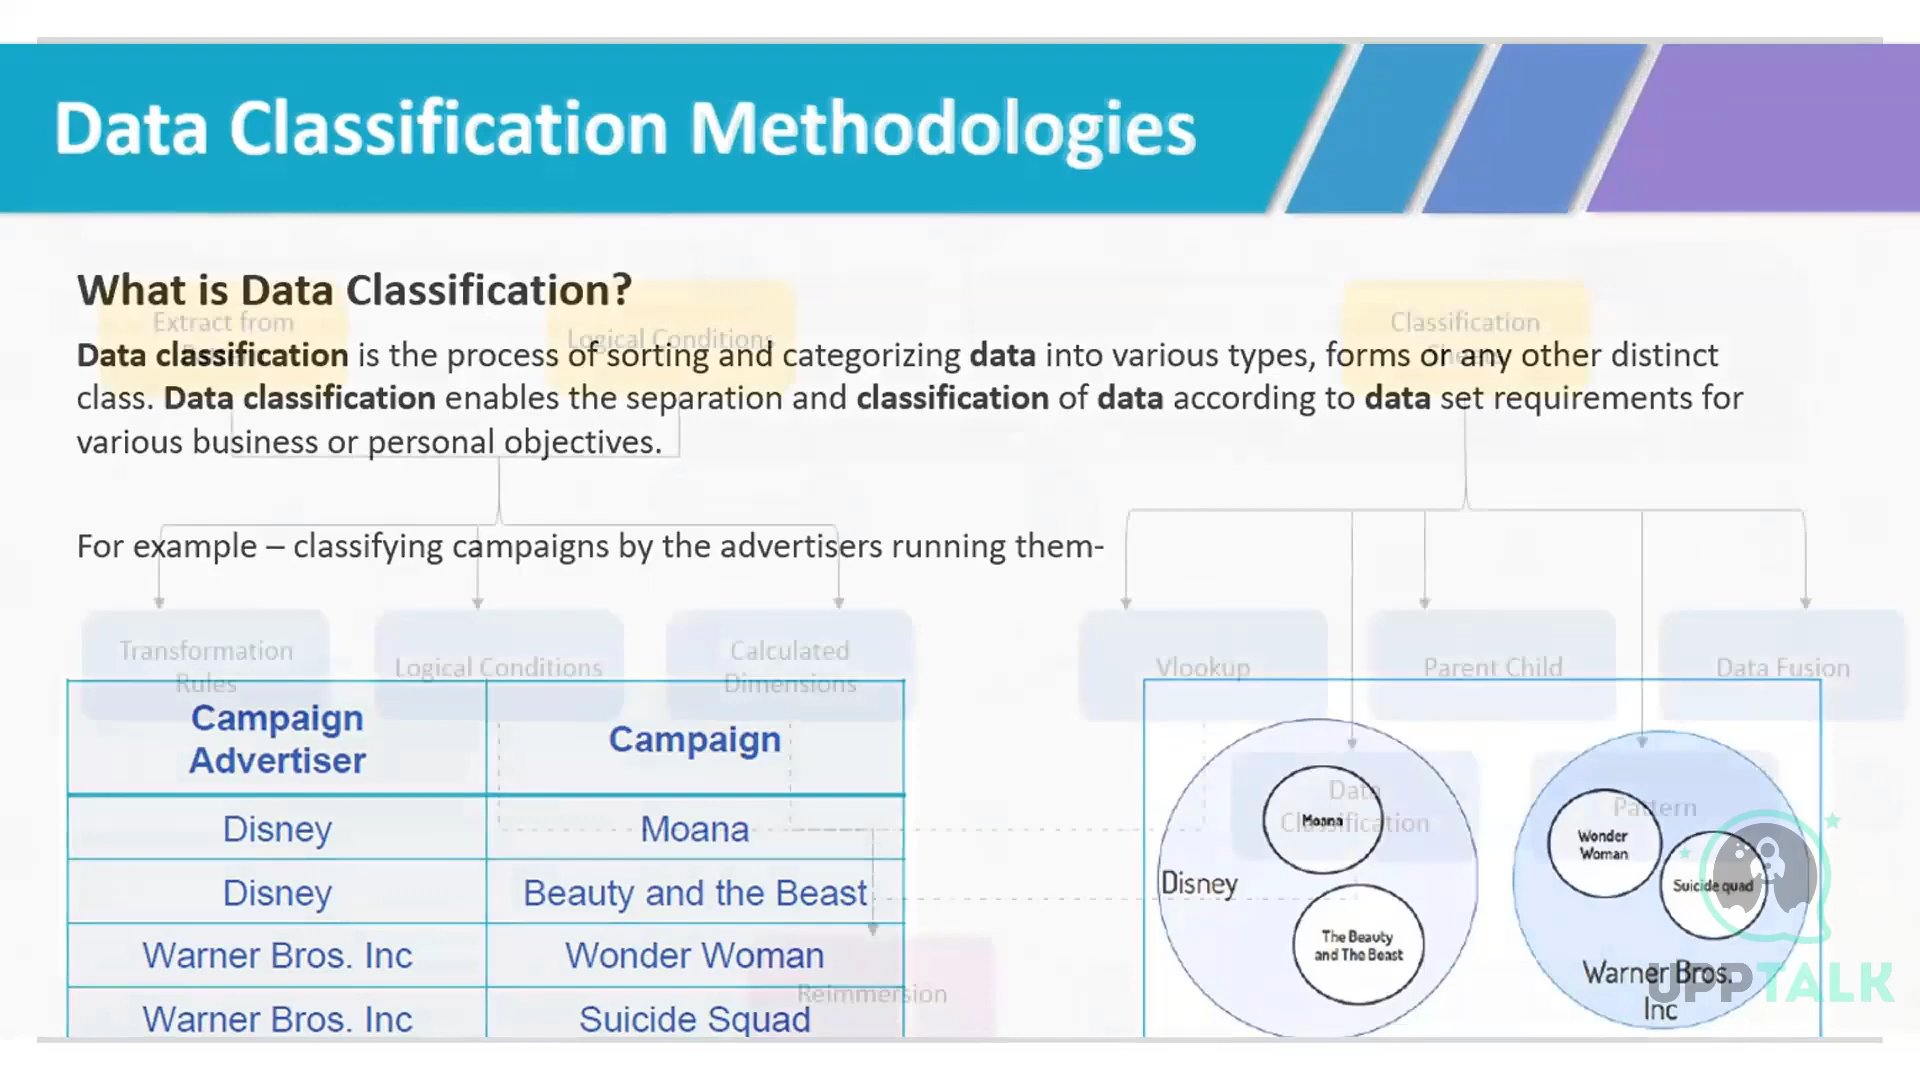 Data Classification Methodologies
What is Data Classification?
Extract from
Logical Conditions
Classification
Data classification is the process of sorting and categorizing data into various types, forms or any other distinct
class. Data classification enables the separation and classification of data according to data set requirements for
various business or personal objectives.
For example – classifying campaigns by the advertisers running them-
Transformation
Rules
Logical Conditions
Calculated
Dimensions
Vlookup
Parent Child
Data Fusion
Campaign
Advertiser
Campaign
Disney
Moana
Disney
Beauty and the Beast
Warner Bros. Inc
Wonder Woman
Warner Bros. Inc
Suicide Squad
Reimmersion
Data
Classification
Pattern
Disney
Moana
The Beauty
and The Beast
Wonder
Woman
Suicide quad
Warner Bros.
Inc
UPPTALK